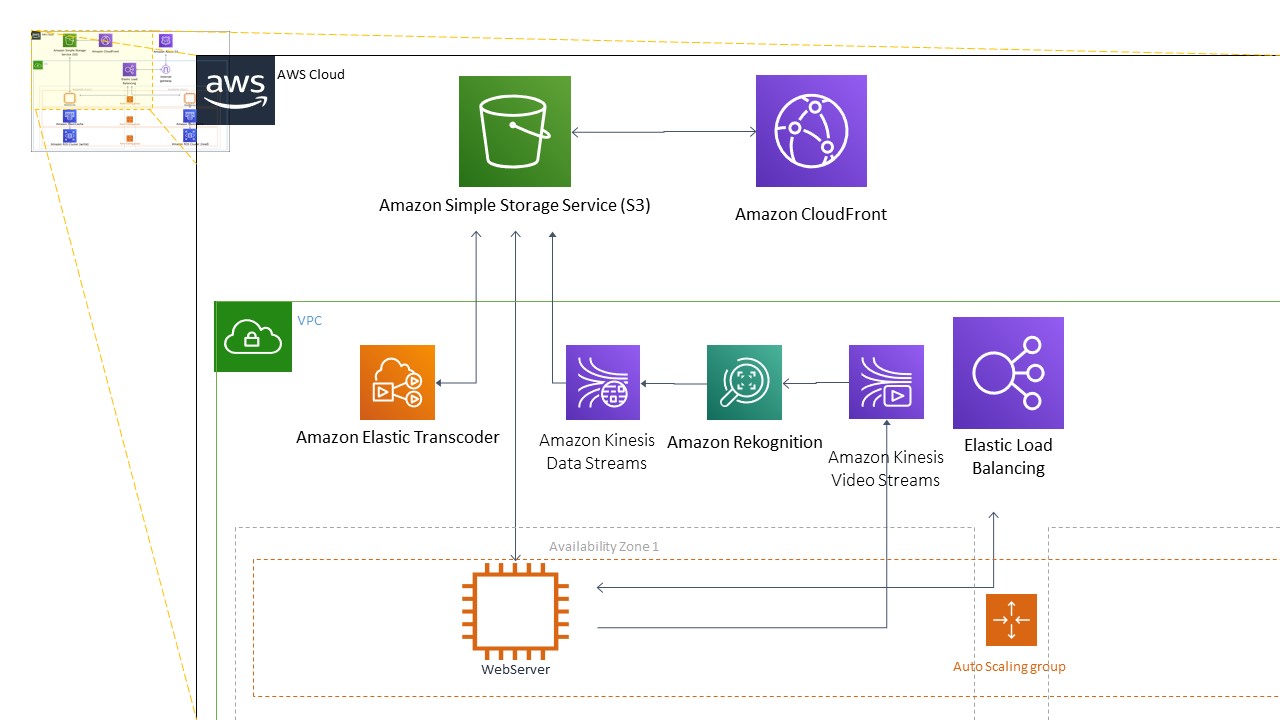 aws
AWS Cloud
Amazon Simple Storage Service (S3)
Amazon CloudFront
VPC
Amazon Elastic Transcoder
Amazon Kinesis
Data Streams
Amazon Rekognition
Amazon Kinesis
Video Streams
Elastic Load
Balancing
Availability Zone 1
WebServer
Auto Scaling group